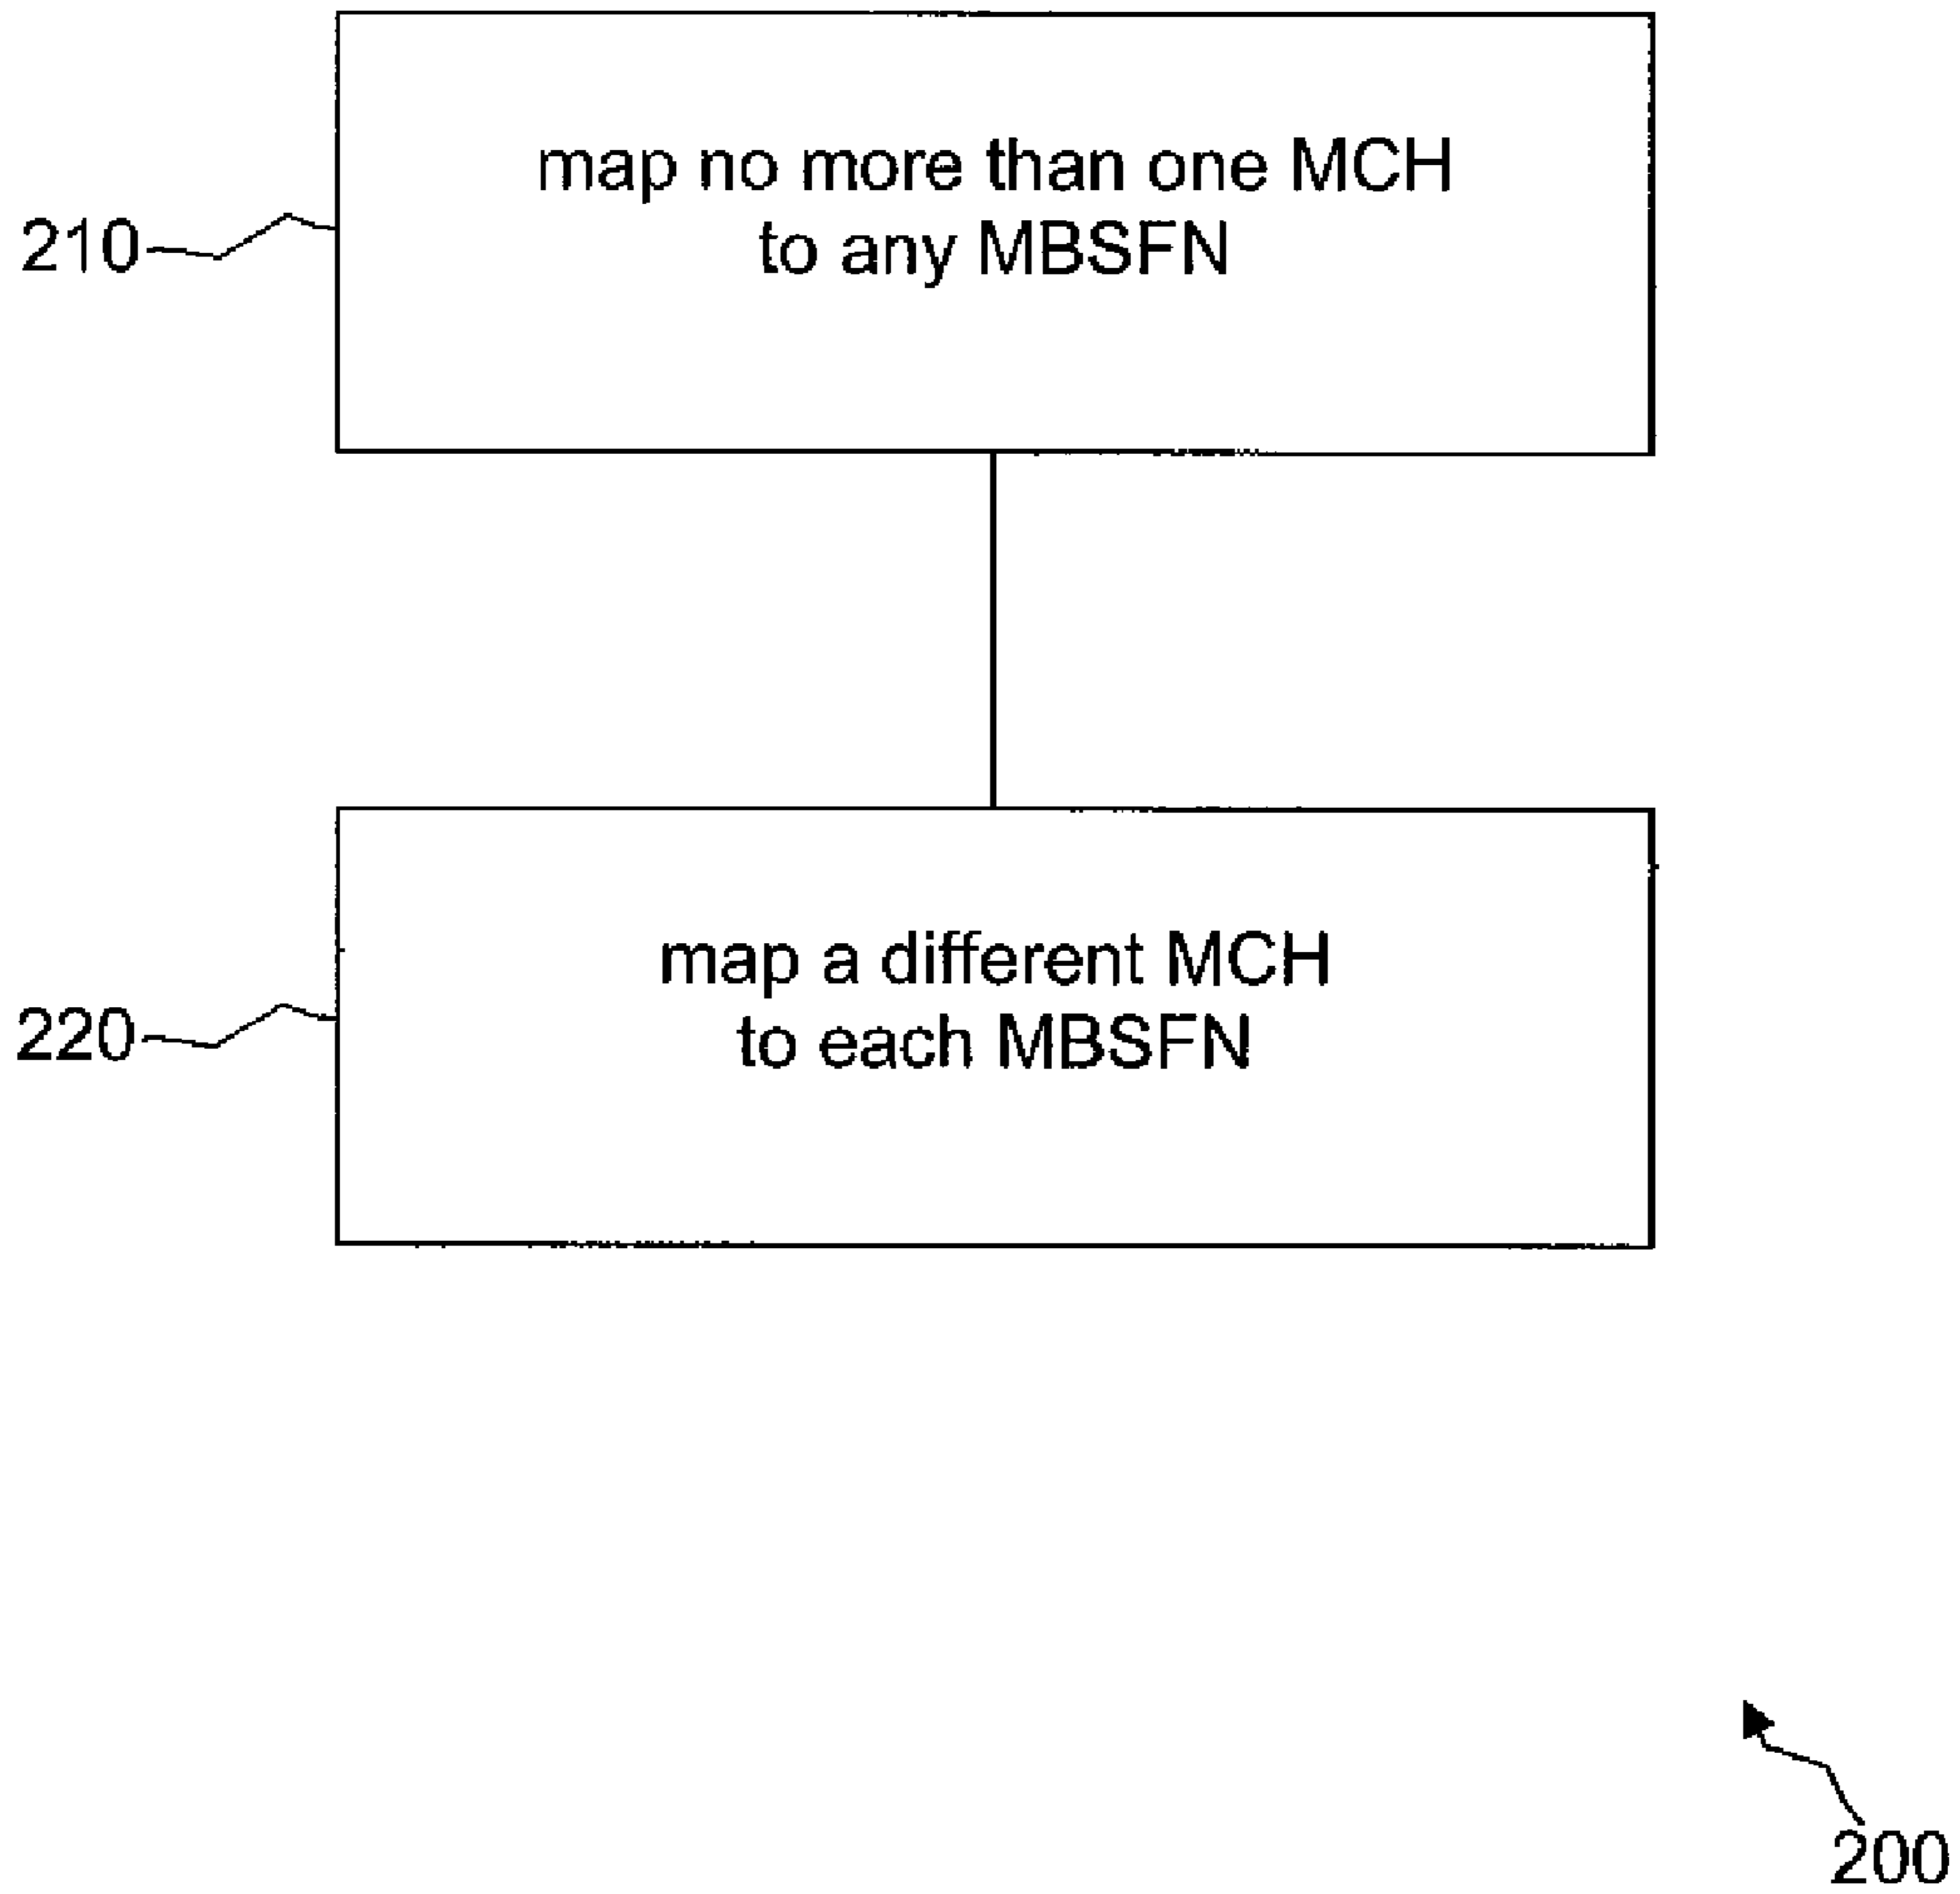 map no more than one MCH
to any MBSFN
210
map a different MCH
to each MBSFN
220
200